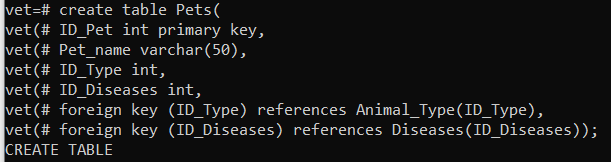 vet=# create table Pets(
vet(# ID_Pet int primary key,
vet(# Pet_name varchar(50),
vet(# ID_Type int,
vet(# ID_Diseases int,
vet(# foreign key (ID_Type) references Animal_Type(ID_Type),
vet(# foreign key (ID_Diseases) references Diseases(ID_Diseases));
CREATE TABLE